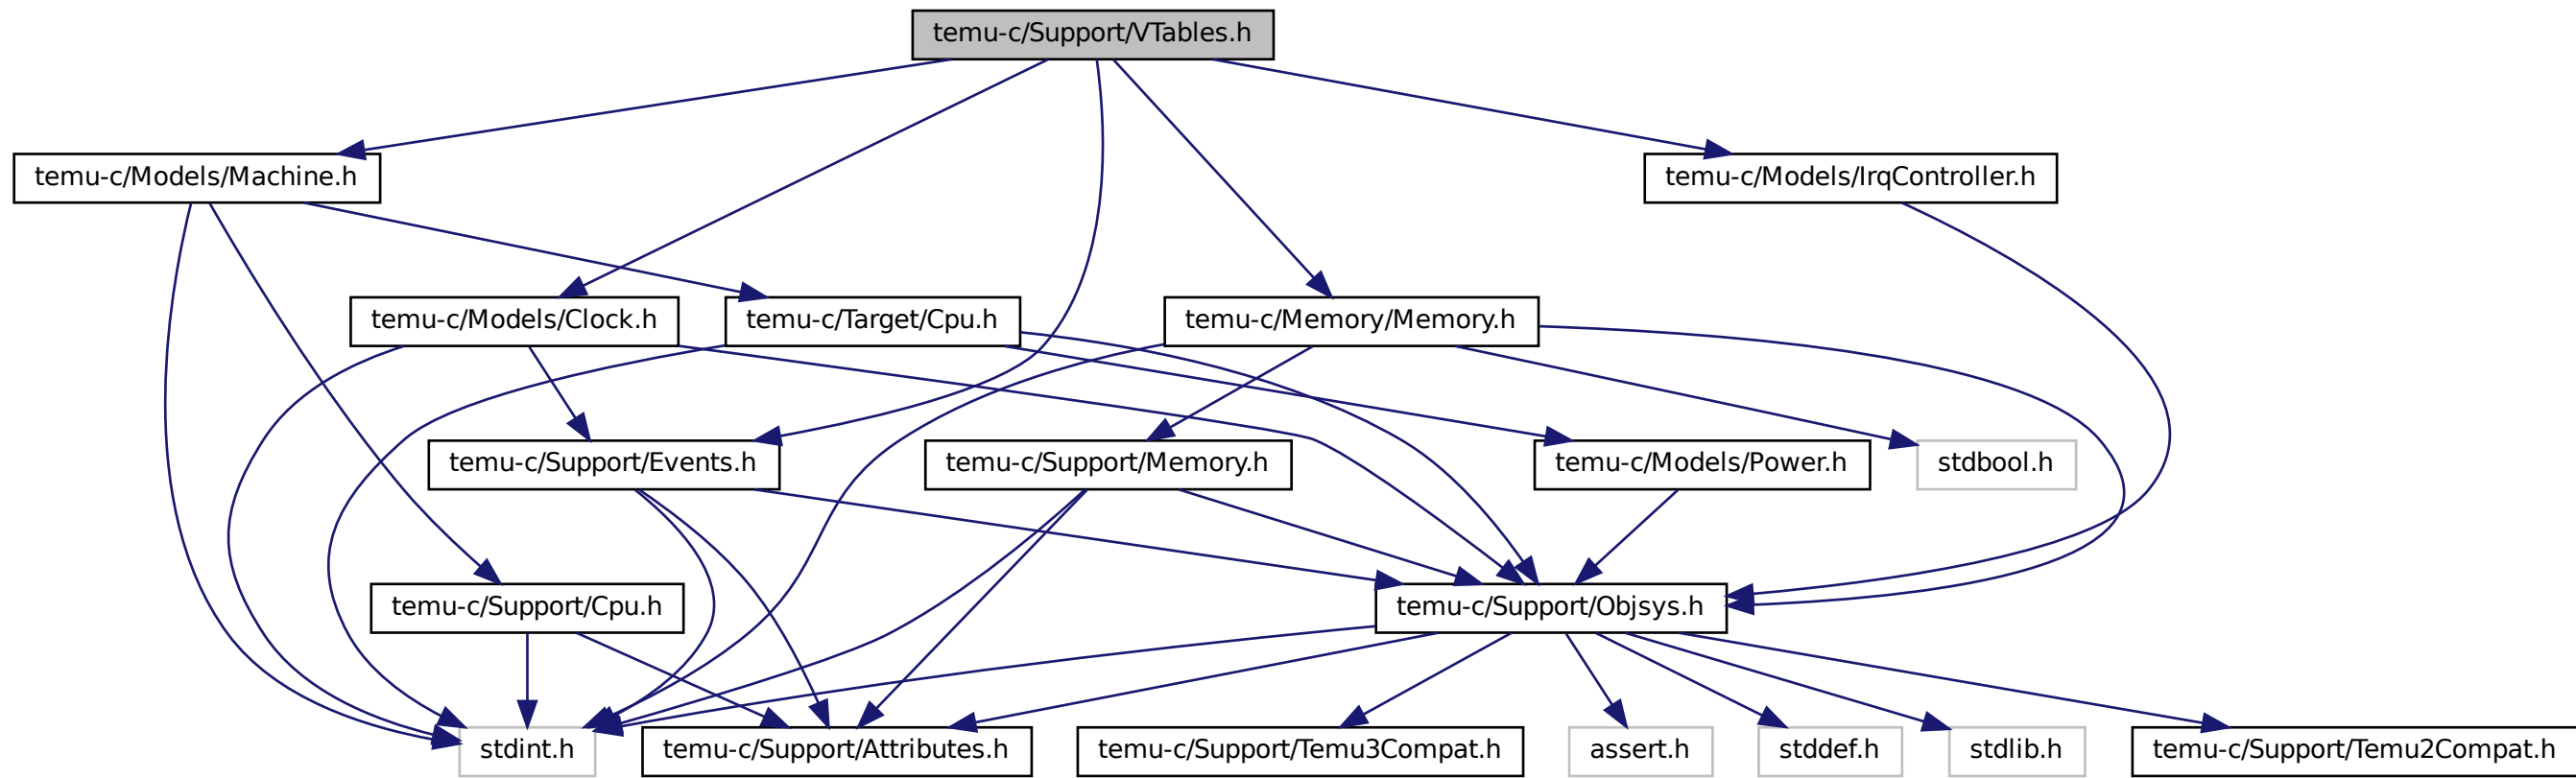 temu-c/Support/VTables.h
temu-c/Models/Machine.h
temu-c/Models/IrqController.h
temu-c/Models/Clock.h
temu-c/Target/Cpu.h
temu-c/Memory/Memory.h
temu-c/Support/Events.h
temu-c/Support/Memory.h
temu-c/Models/Power.h
stdbool.h
temu-c/Support/Cpu.h
temu-c/Support/Objsys.h
stdint.h
temu-c/Support/Attributes.h
temu-c/Support/Temu3Compat.h
assert.h
stddef.h
stdlib.h
temu-c/Support/Temu2Compat.h